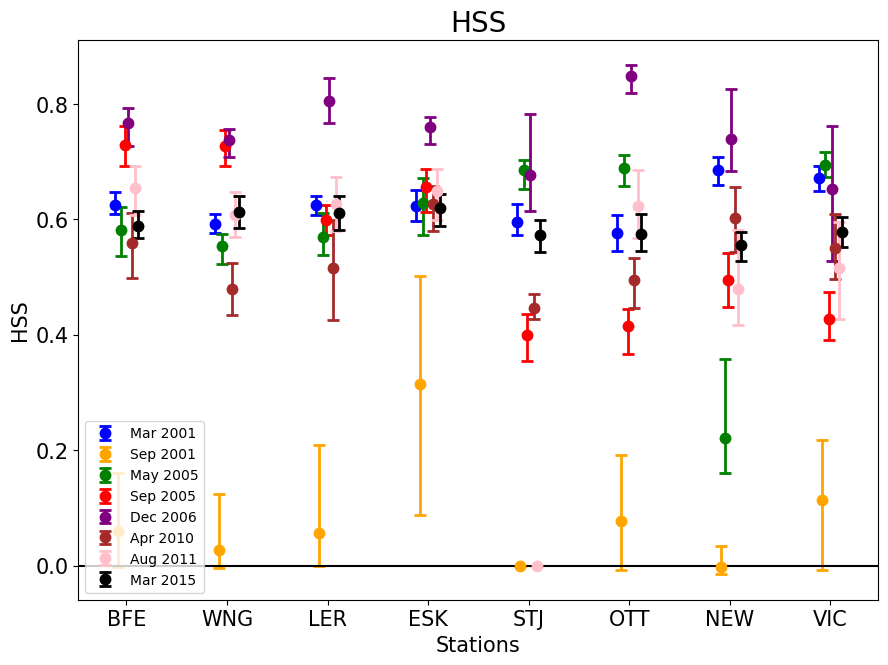 HSS
HSS
0.8
0.6
0.4
0.2
0.0
Mar 2001
Sep 2001
May 2005
Sep 2005
Dec 2006
Apr 2010
Aug 2011
Mar 2015
BFE WNG LER ESK STJ OTT NEW VIC
Stations